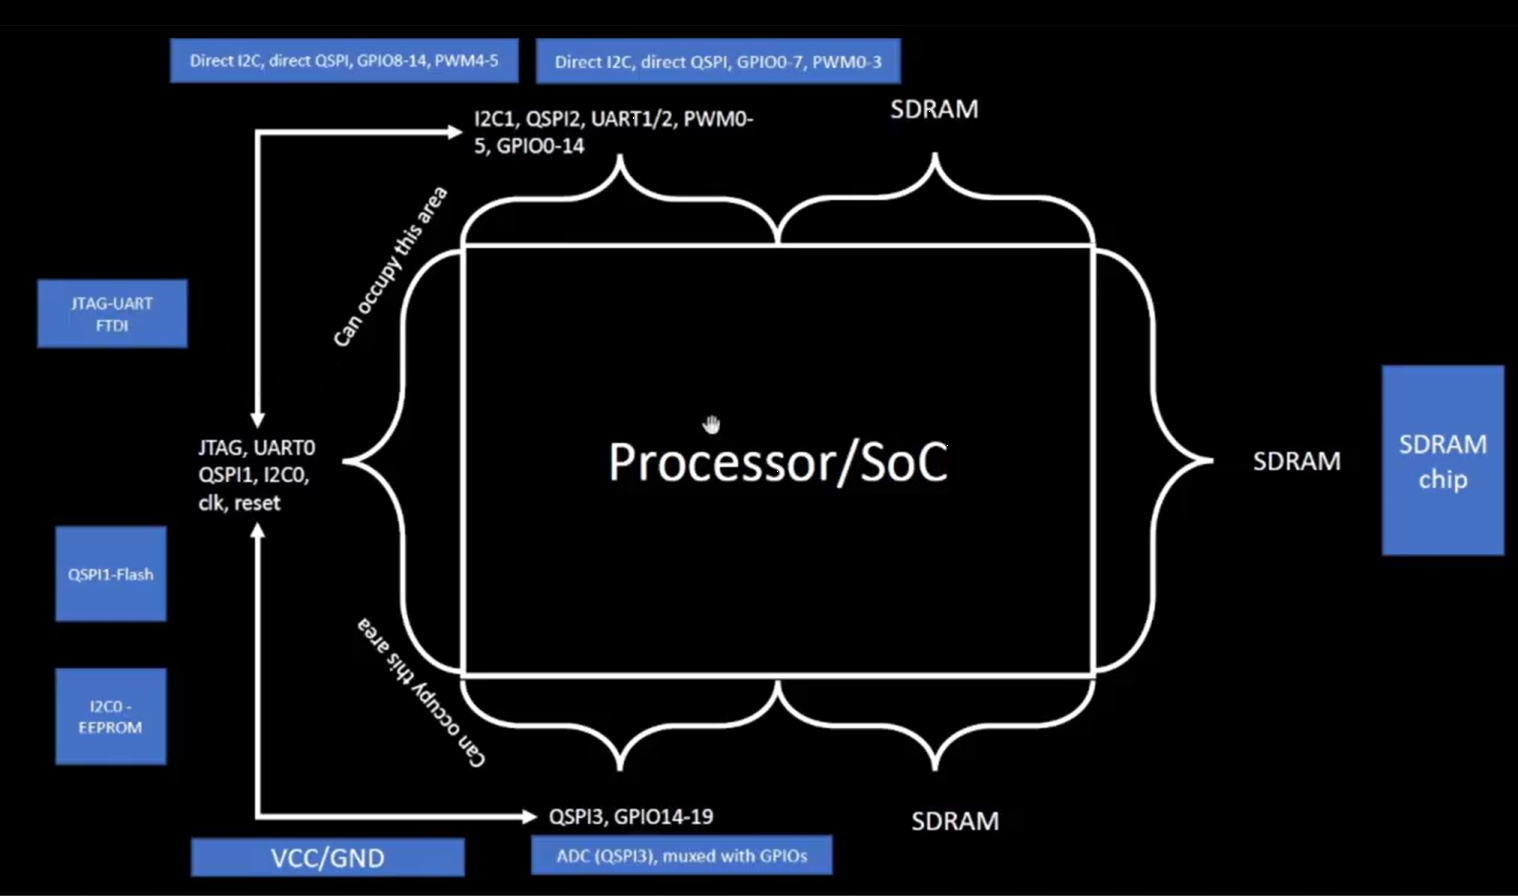 Direct I2C, direct QSPI, GPIO8-14, PWM4-5
Direct I2C, direct QSPI, GPIO0-7, PWM0-3
I2C1, QSPI2, UART1/2, PWM0-
5, GPIO0-14
SDRAM
Can occupy this area
JTAG-UART
FTDI
JTAG, UART0
QSPI1, I2C0,
clk, reset
Processor/SoC
SDRAM
SDRAM
chip
QSPI1-Flash
Can occupy this area
I2C0 -
EEPROM
QSPI3, GPIO14-19
SDRAM
VCC/GND
ADC (QSPI3), muxed with GPIOs